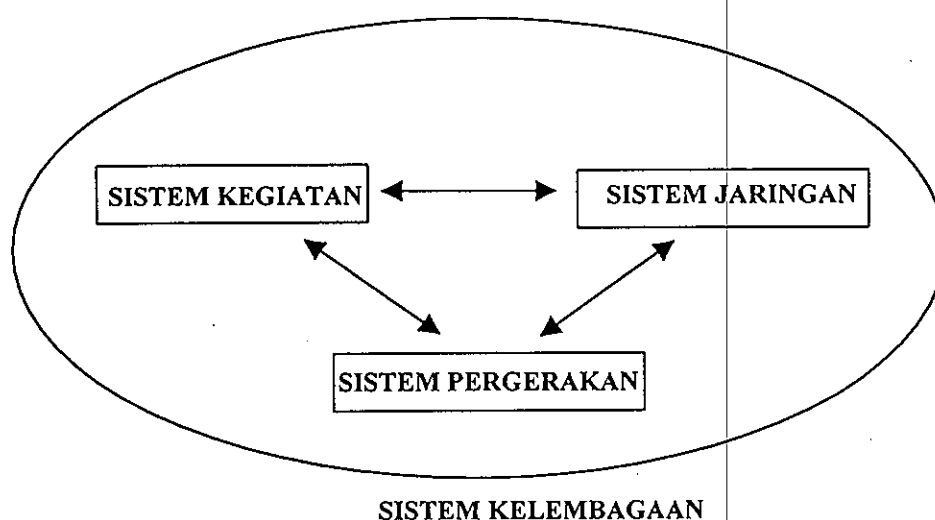 SISTEM KEGIATAN
SISTEM JARINGAN
SISTEM PERGERAKAN
SISTEM KELEMBAGAAN